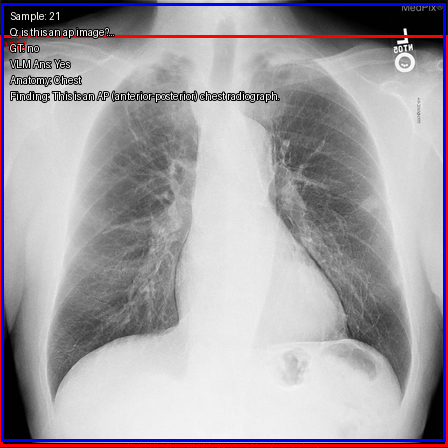 MedPix
Sample: 21
Q: is this an ap image?..
GT: no
VLM Ans: Yes
Anatomy: Chest
Finding: This is an AP (anterior-posterior) chest radiograph.
L
NT05